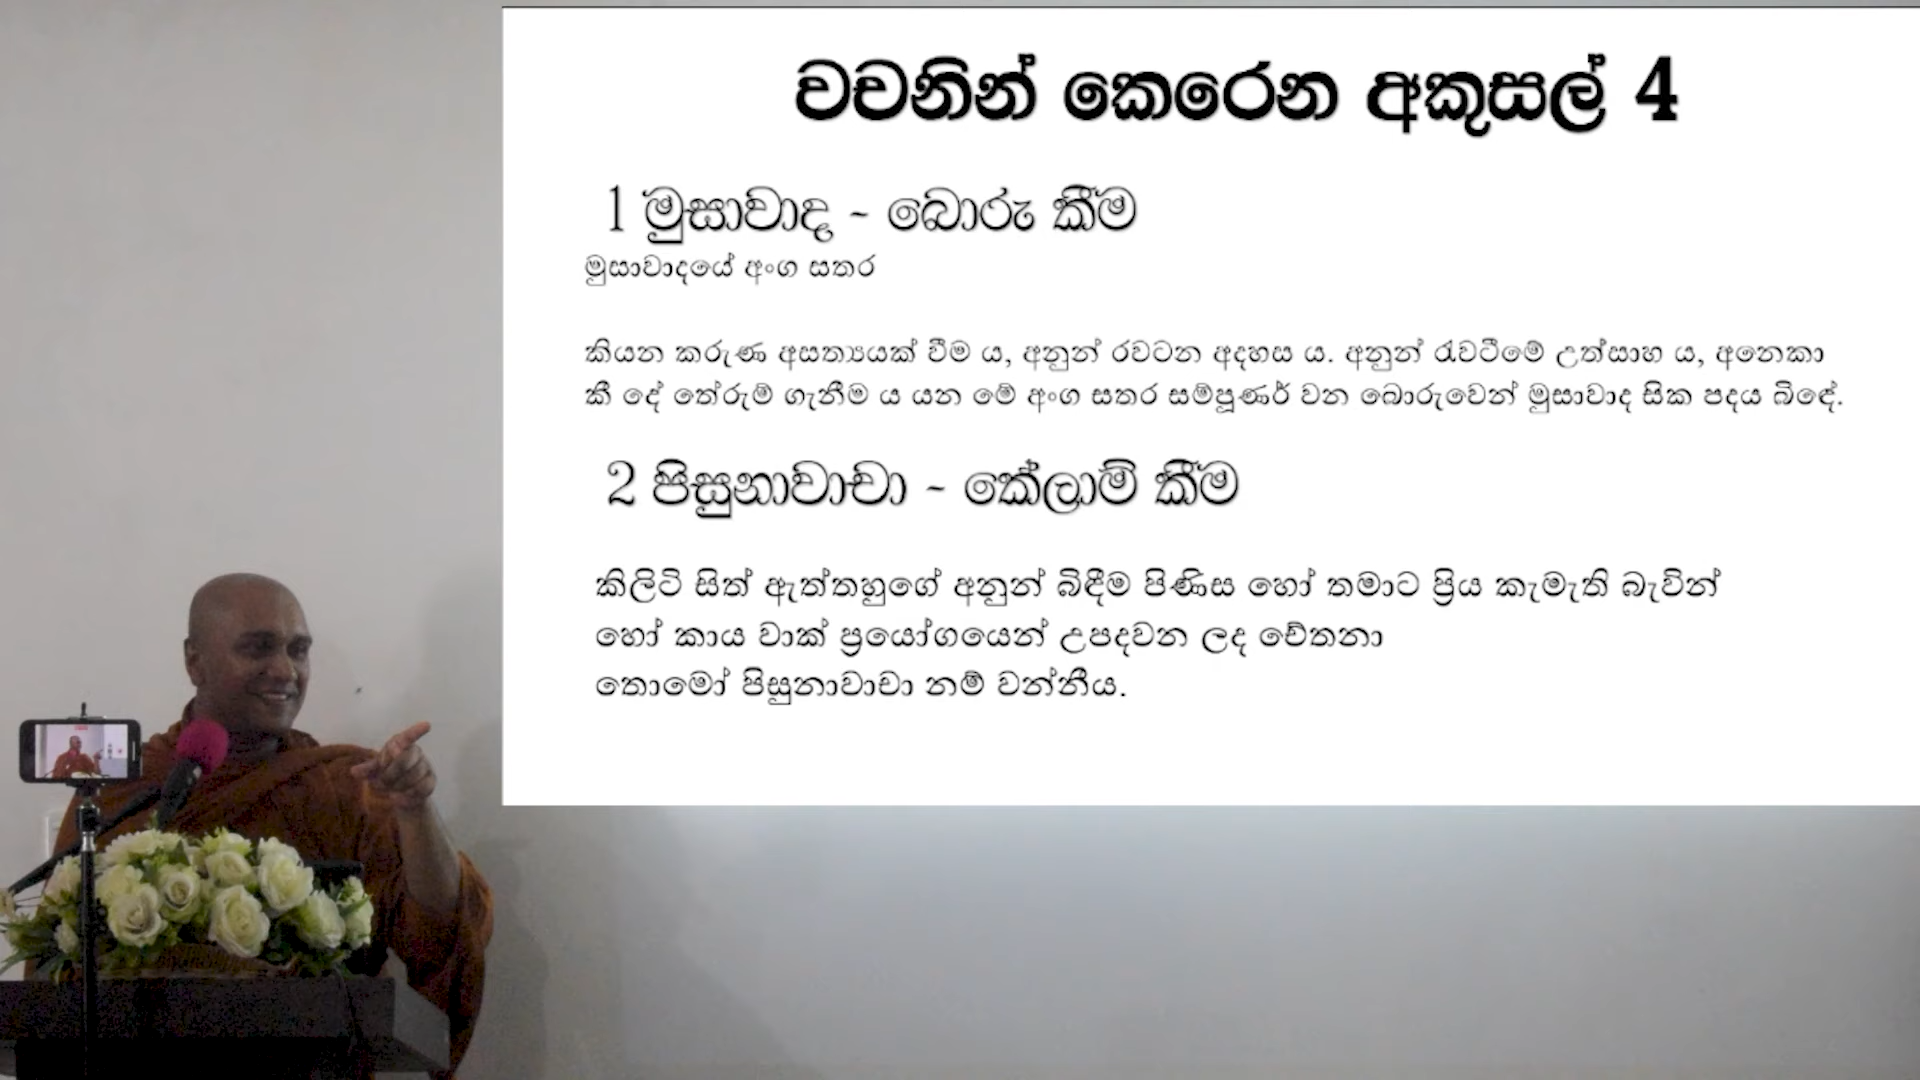 වචනින් කෙරෙන අකුසල් 4
1 මුසාවාද - බොරු කීම
මුසාවාදයේ අංග සතර
කියන කරුණ අසත්‍යයක් වීම ය, අනුන් රවටන අදහස ය. අනුන් රැවටීමේ උත්සාහ ය, අනෙකා
කී දේ තේරුම් ගැනීම ය යන මේ අංග සතර සම්පූණර් වන බොරුවෙන් මුසාවාද සික පදය බිඳේ.
2 පිසුනාවාචා - කේලාම් කීම
කිලිටි සිත් ඇත්තහුගේ අනුන් බිඳීම පිණිස හෝ තමාට ප්‍රිය කැමැති බැවින්
හෝ කාය වාක් ප්‍රයෝගයෙන් උපදවන ලද චේතනා
තොමෝ පිසුනාවාචා නම් වන්නීය.